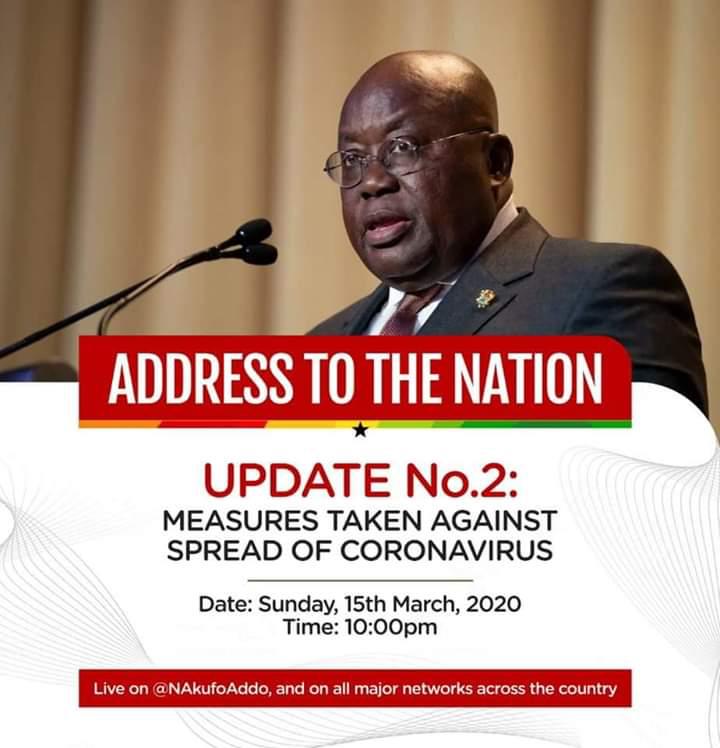 ADDRESS TO THE NATION
UPDATE No.2:
MEASURES TAKEN AGAINST
SPREAD OF CORONAVIRUS
Date: Sunday, 15th March, 2020
Time: 10:00pm
Live on @NAkufoAddo, and on all major networks across the country